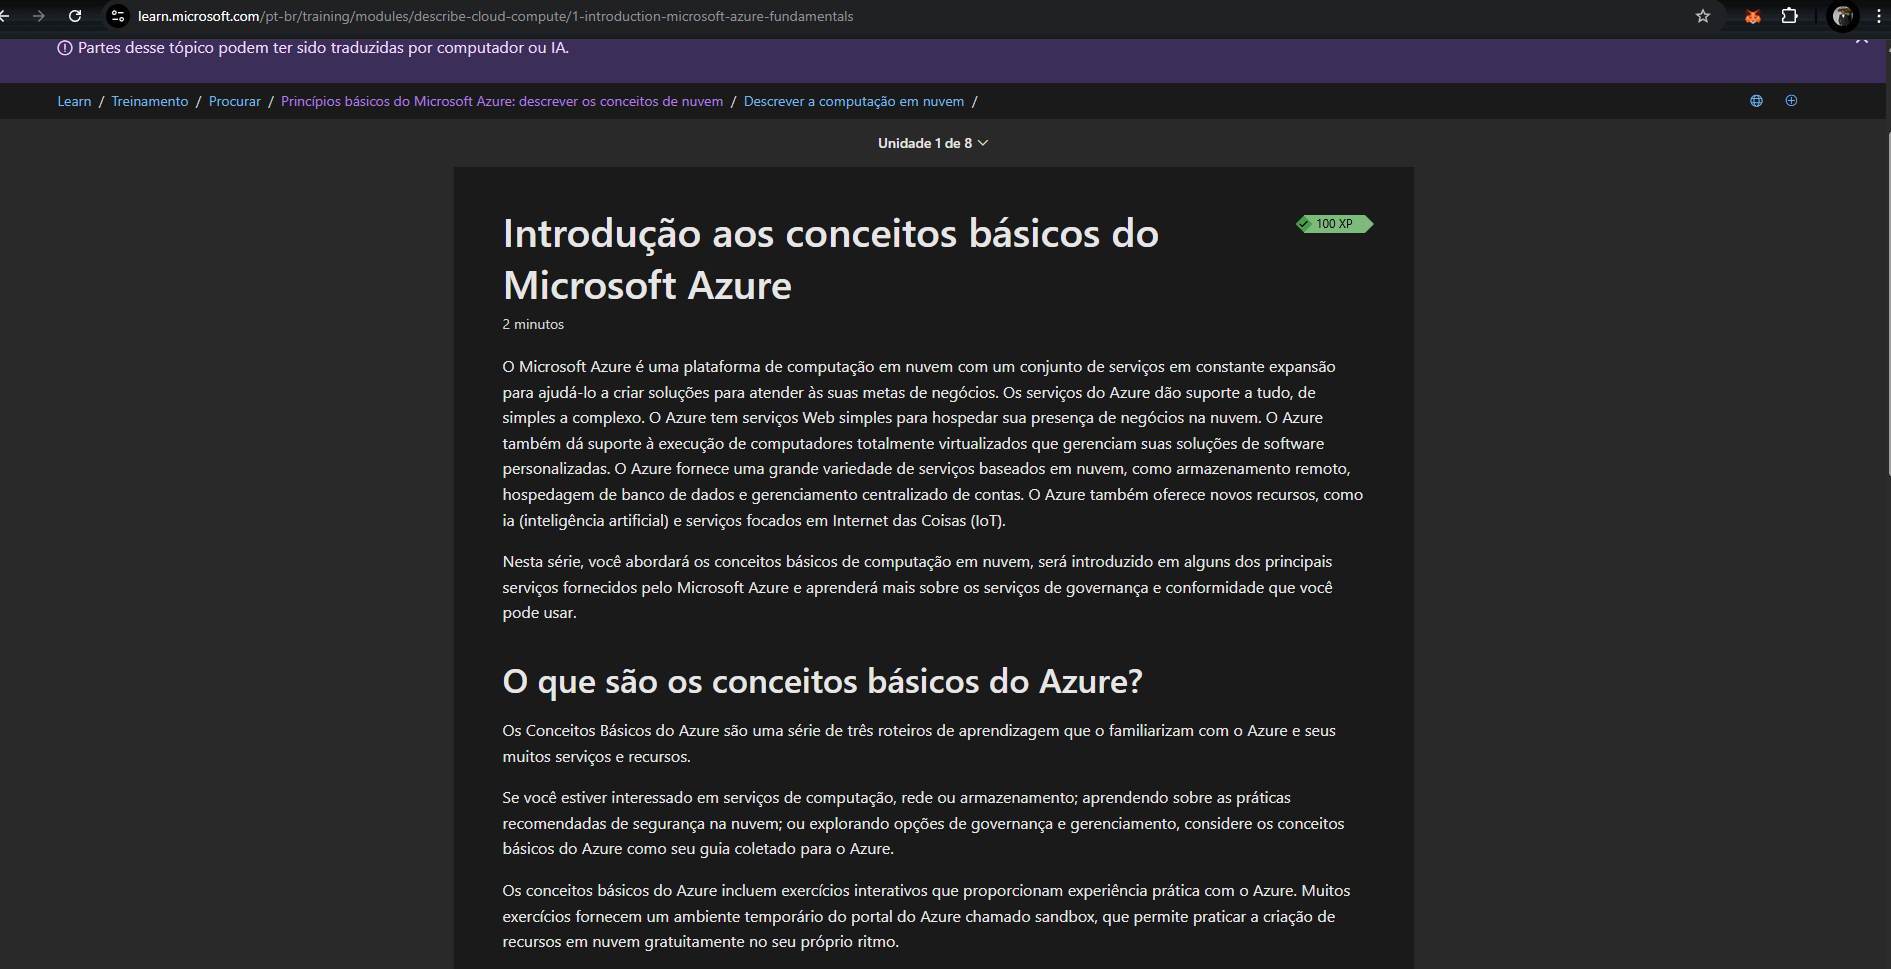 learn.microsoft.com/pt-br/training/modules/describe-cloud-compute/1-introduction-microsoft-azure-fundamentals
Partes desse tópico podem ter sido traduzidas por computador ou IA.
Learn / Treinamento / Procurar / Princípios básicos do Microsoft Azure: descrever os conceitos de nuvem / Descrever a computação em nuvem /
Unidade 1 de 8
Introdução aos conceitos básicos do
Microsoft Azure
100 XP
2 minutos
O Microsoft Azure é uma plataforma de computação em nuvem com um conjunto de serviços em constante expansão
para ajudá-lo a criar soluções para atender às suas metas de negócios. Os serviços do Azure dão suporte a tudo, de
simples a complexo. O Azure tem serviços Web simples para hospedar sua presença de negócios na nuvem. O Azure
também dá suporte à execução de computadores totalmente virtualizados que gerenciam suas soluções de software
personalizadas. O Azure fornece uma grande variedade de serviços baseados em nuvem, como armazenamento remoto,
hospedagem de banco de dados e gerenciamento centralizado de contas. O Azure também oferece novos recursos, como
ia (inteligência artificial) e serviços focados em Internet das Coisas (IoT).
Nesta série, você abordará os conceitos básicos de computação em nuvem, será introduzido em alguns dos principais
serviços fornecidos pelo Microsoft Azure e aprenderá mais sobre os serviços de governança e conformidade que você
pode usar.
O que são os conceitos básicos do Azure?
Os Conceitos Básicos do Azure são uma série de três roteiros de aprendizagem que o familiarizam com o Azure e seus
muitos serviços e recursos.
Se você estiver interessado em serviços de computação, rede ou armazenamento; aprendendo sobre as práticas
recomendadas de segurança na nuvem; ou explorando opções de governança e gerenciamento, considere os conceitos
básicos do Azure como seu guia coletado para o Azure.
Os conceitos básicos do Azure incluem exercícios interativos que proporcionam experiência prática com o Azure. Muitos
exercícios fornecem um ambiente temporário do portal do Azure chamado sandbox, que permite praticar a criação de
recursos em nuvem gratuitamente no seu próprio ritmo.